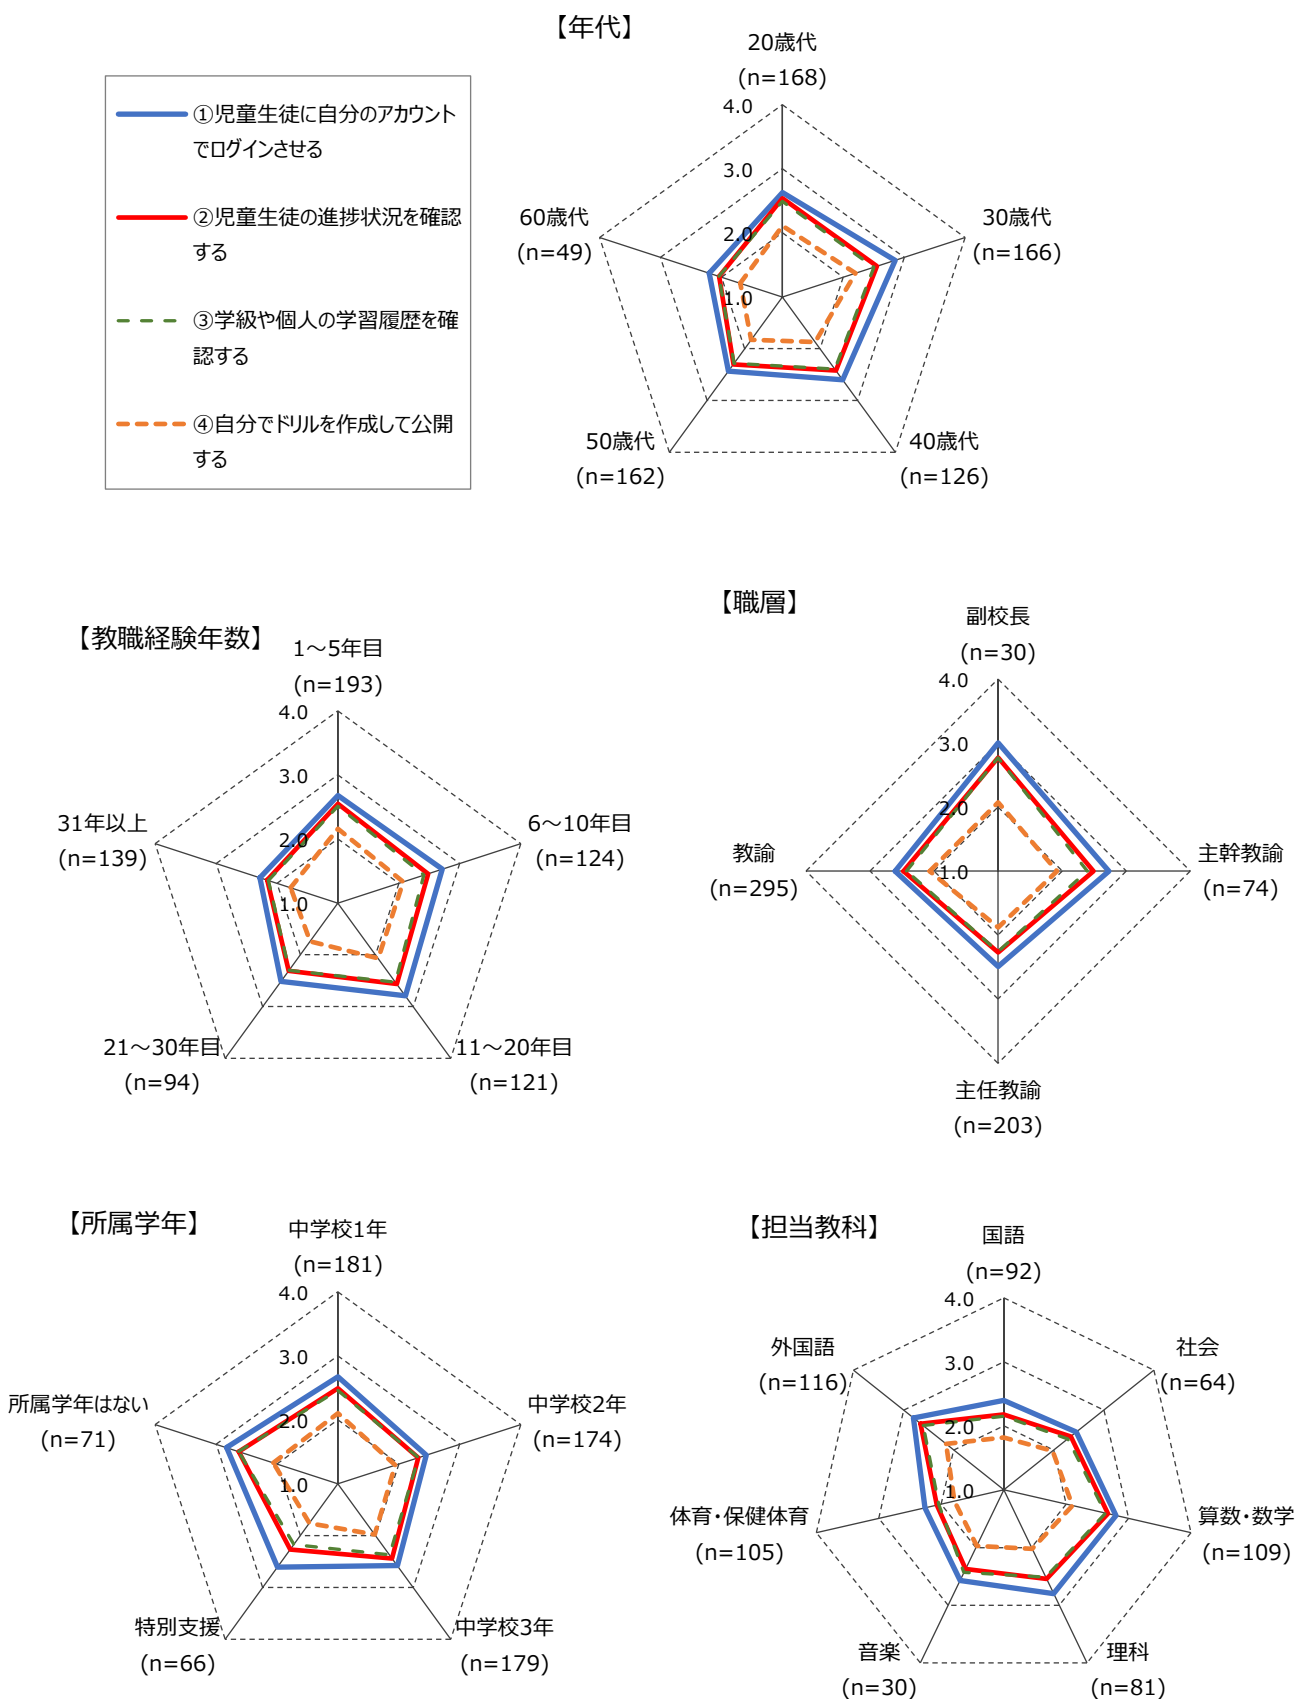 【年代】
①児童生徒に自分のアカウント
でログインさせる
②児童生徒の進捗状況を確認
する
③学級や個人の学習履歴を確
認する
④自分でドリルを作成して公開
する
20歳代
(n=168)
4.0
3.0
2.0
1.0
30歳代
(n=166)
40歳代
(n=126)
50歳代
(n=162)
60歳代
(n=49)
【教職経験年数】
1～5年目
(n=193)
4.0
3.0
2.0
1.0
6～10年目
(n=124)
11～20年目
(n=121)
21～30年目
(n=94)
31年以上
(n=139)
【職層】
副校長
(n=30)
4.0
3.0
2.0
1.0
主幹教諭
(n=74)
主任教諭
(n=203)
教諭
(n=295)
【所属学年】
中学校1年
(n=181)
4.0
3.0
2.0
1.0
中学校2年
(n=174)
中学校3年
(n=179)
特別支援
(n=66)
所属学年はない
(n=71)
【担当教科】
国語
(n=92)
4.0
3.0
2.0
1.0
社会
(n=64)
算数・数学
(n=109)
理科
(n=81)
音楽
(n=30)
体育・保健体育
(n=105)
外国語
(n=116)